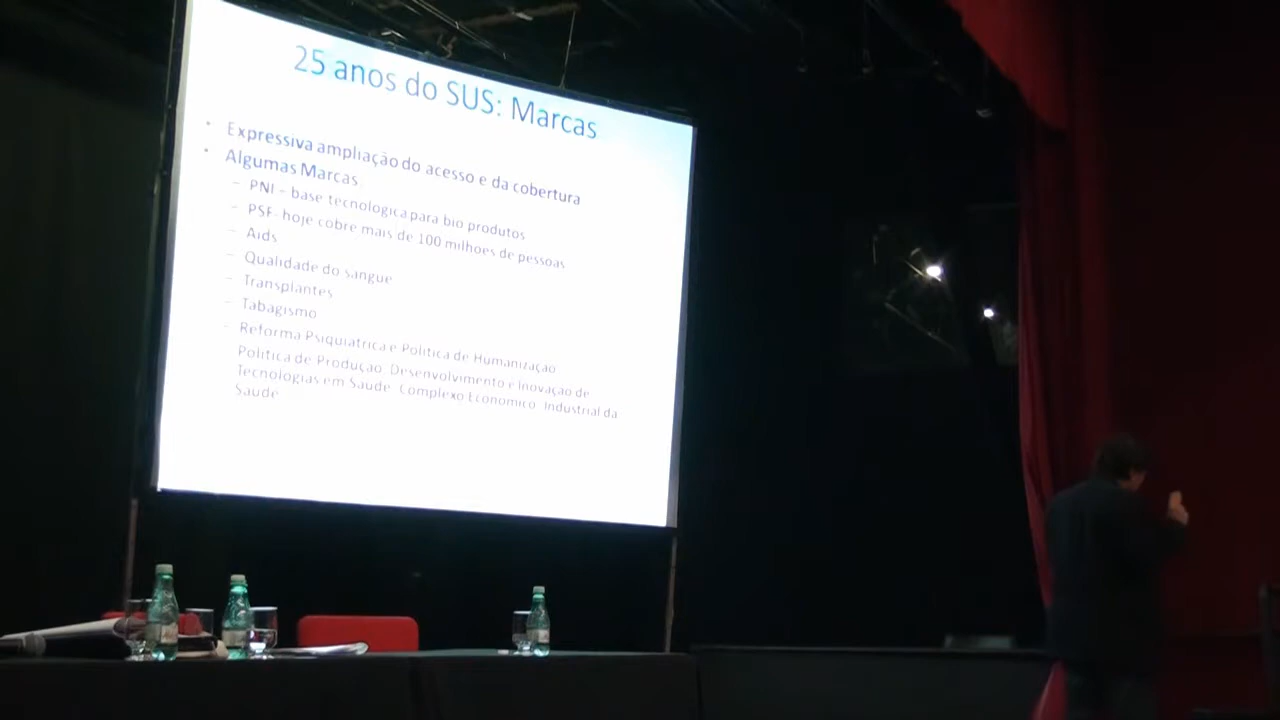 25 anos do SUS: Marcas
• Expressiva ampliação do acesso e da cobertura
• Algumas Marcas
– PNI – base tecnologica para bio produtos
– PSF- hoje cobre mais de 100 milhoes de pessoas
– Aids
– Qualidade do sangue
– Transplantes
– Tabagismo
– Reforma Psiquiatrica e Politica de Humanização
Politica de Produção Desenvolvimento e Inovação de
Tecnologias em Saude Complexo Economico Industrial da
Saude